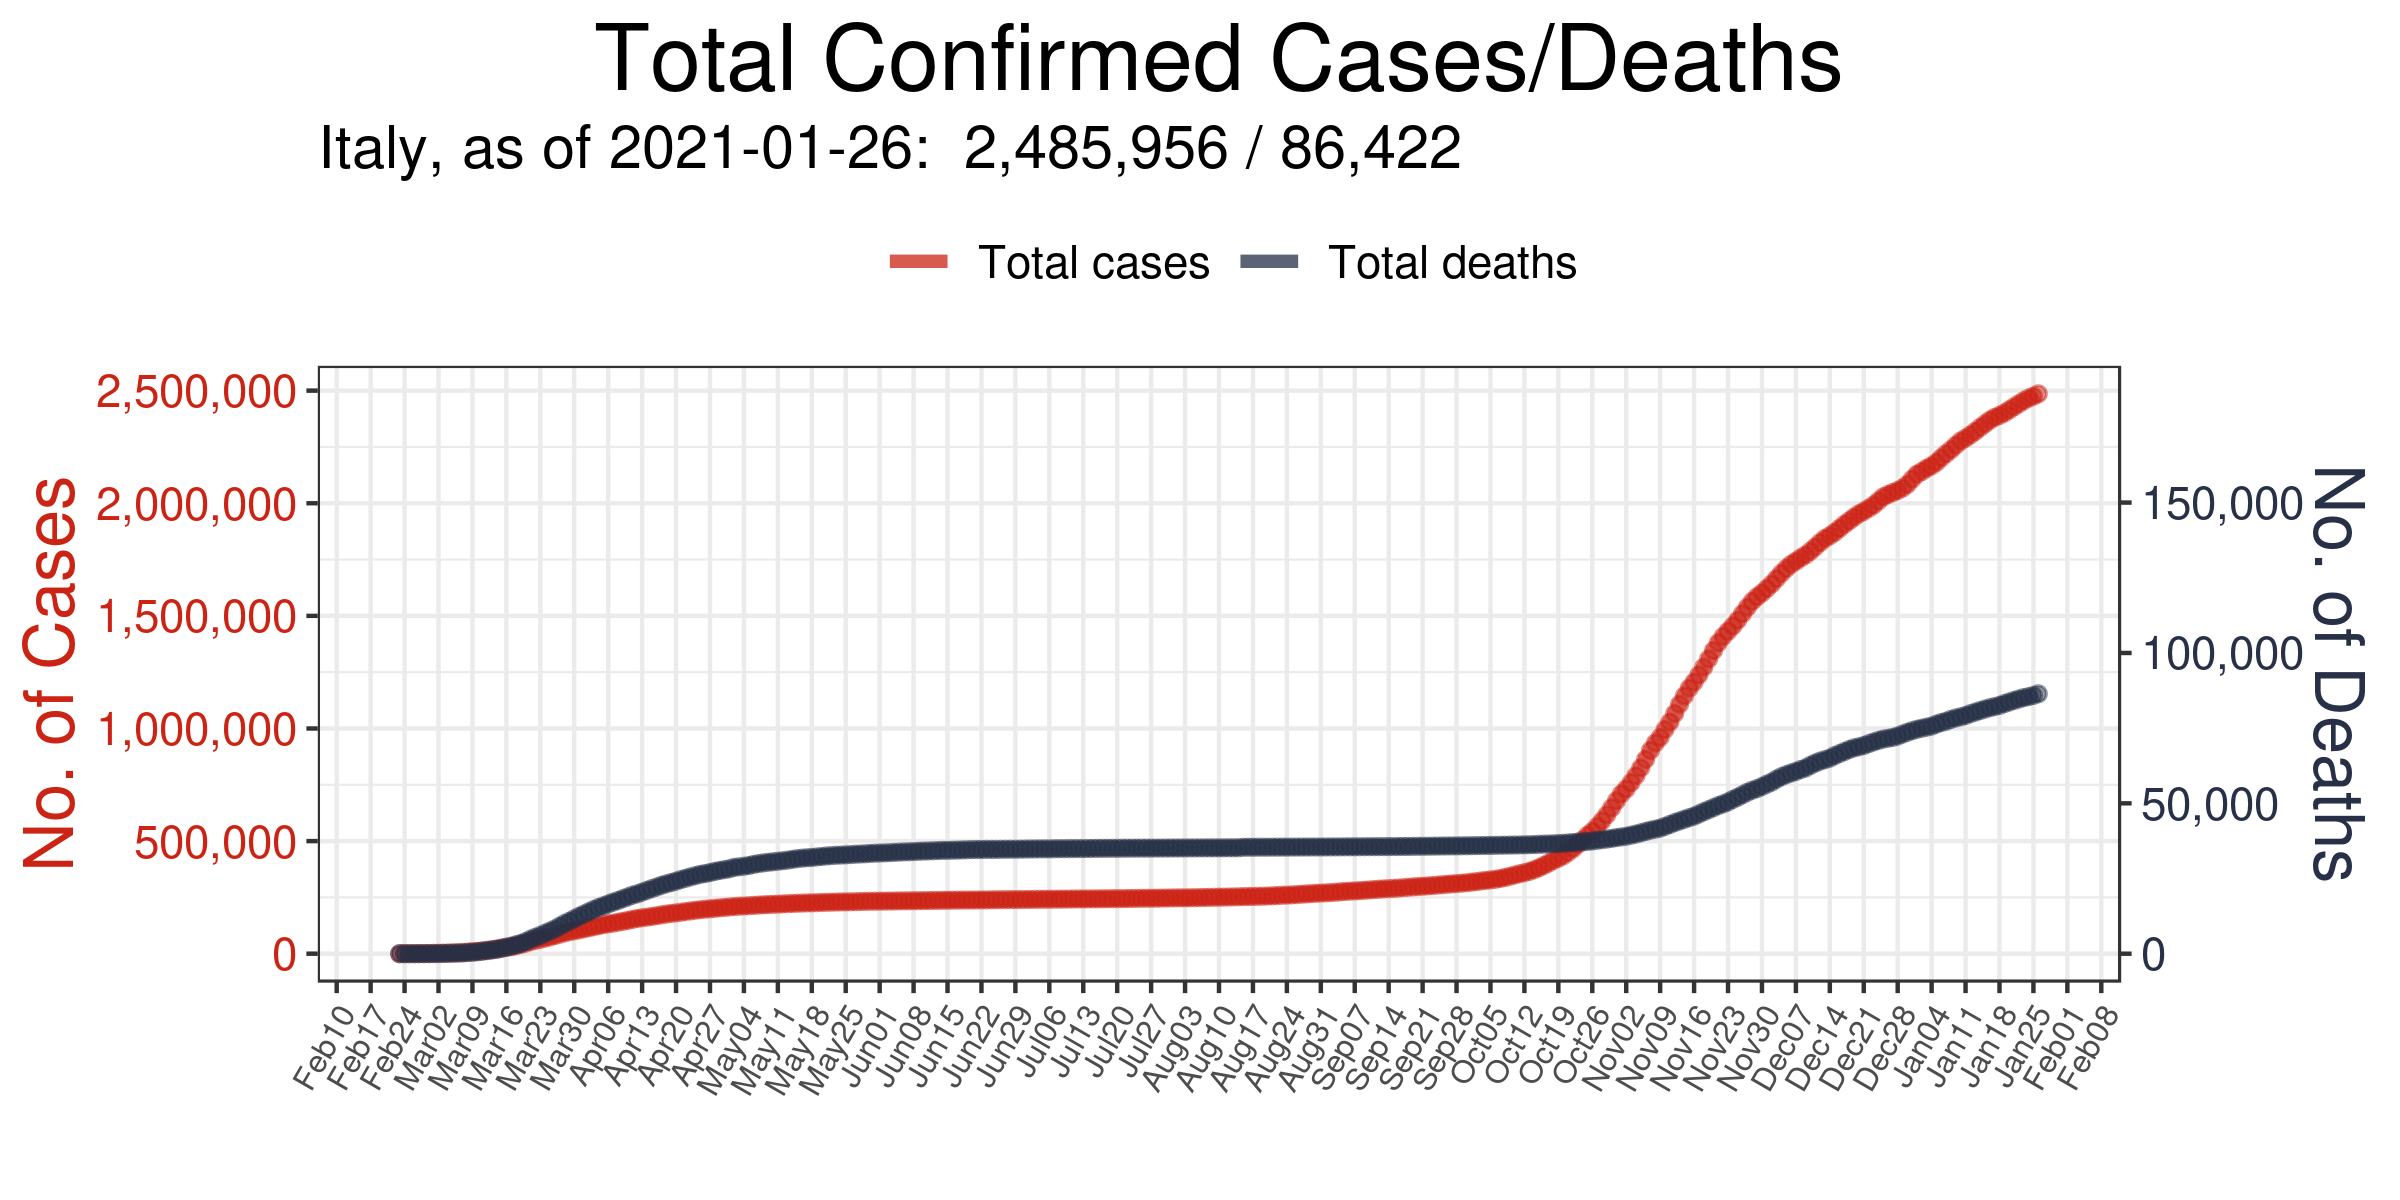 Total Confirmed Cases/Deaths
Italy, as of 2021-01-26:  2,485,956 / 86,422
Total cases
Total deaths
No. of Cases
2,500,000
2,000,000
1,500,000
1,000,000
500,000
0
150,000
100,000
50,000
0
No. of Deaths
Feb10
Feb17
Feb24
Mar02
Mar09
Mar16
Mar23
Mar30
Apr06
Apr13
Apr20
Apr27
May04
May11
May18
May25
Jun01
Jun08
Jun15
Jun22
Jun29
Jul06
Jul13
Jul20
Jul27
Aug03
Aug10
Aug17
Aug24
Aug31
Sep07
Sep14
Sep21
Sep28
Oct05
Oct12
Oct19
Oct26
Nov02
Nov09
Nov16
Nov23
Nov30
Dec07
Dec14
Dec21
Dec28
Jan04
Jan11
Jan18
Jan25
Feb01
Feb08